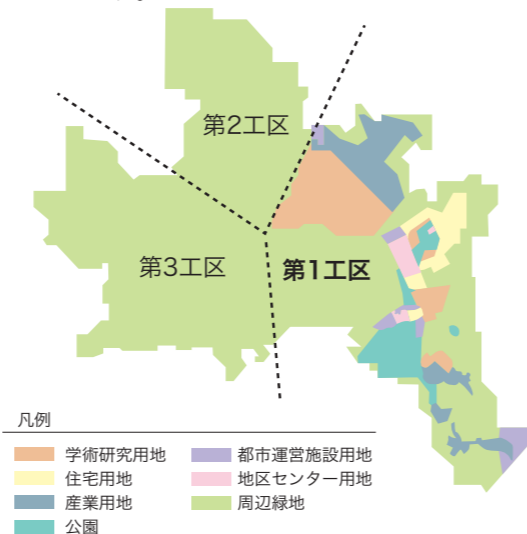 第2工区
第3工区
第1工区
凡例
学術研究用地
住宅用地
産業用地
公園
都市運営施設用地
地区センター用地
周辺緑地